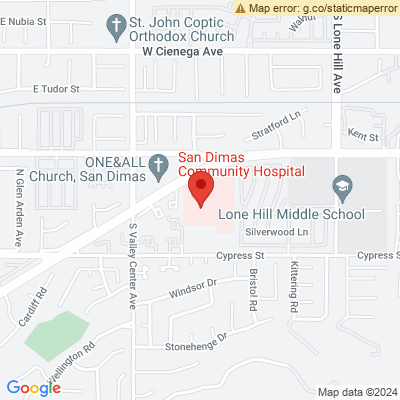 Map error: g.co/staticmaperror
E Nubia St
St. John Coptic
Orthodox Church
W Cienega Ave
Walnut
S Lone Hill Ave
E Tudor St
Stratford Ln
Kent St
ONE&ALL
Church, San Dimas
San Dimas
Community Hospital
Lone Hill Middle School
N Glen Arden Ave
S Valley Center Ave
Silverwood Ln
Cypress St
Cypress St
Cardiff Rd
Windsor Dr
Bristol Rd
Kittering Rd
Wellington Rd
Stonehenge Dr
Google
Map data ©2024